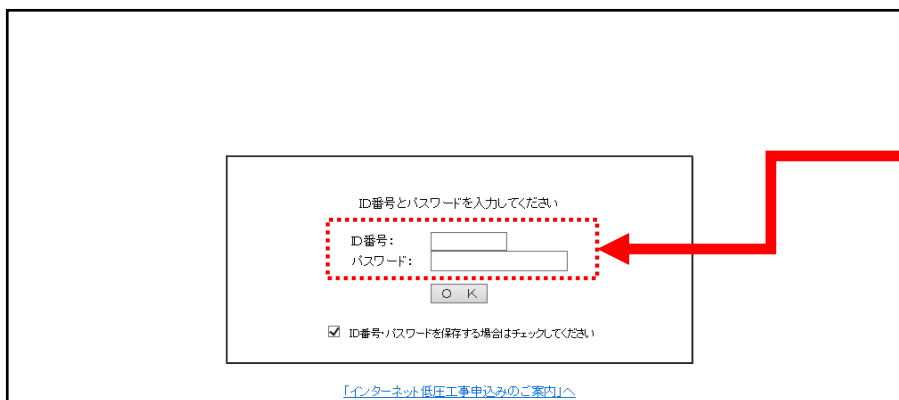 ID番号とパスワードを入力してください
ID番号:
パスワード:
O K
ID番号・パスワードを保存する場合はチェックしてください
「インターネット低圧工事申込みのご案内」へ